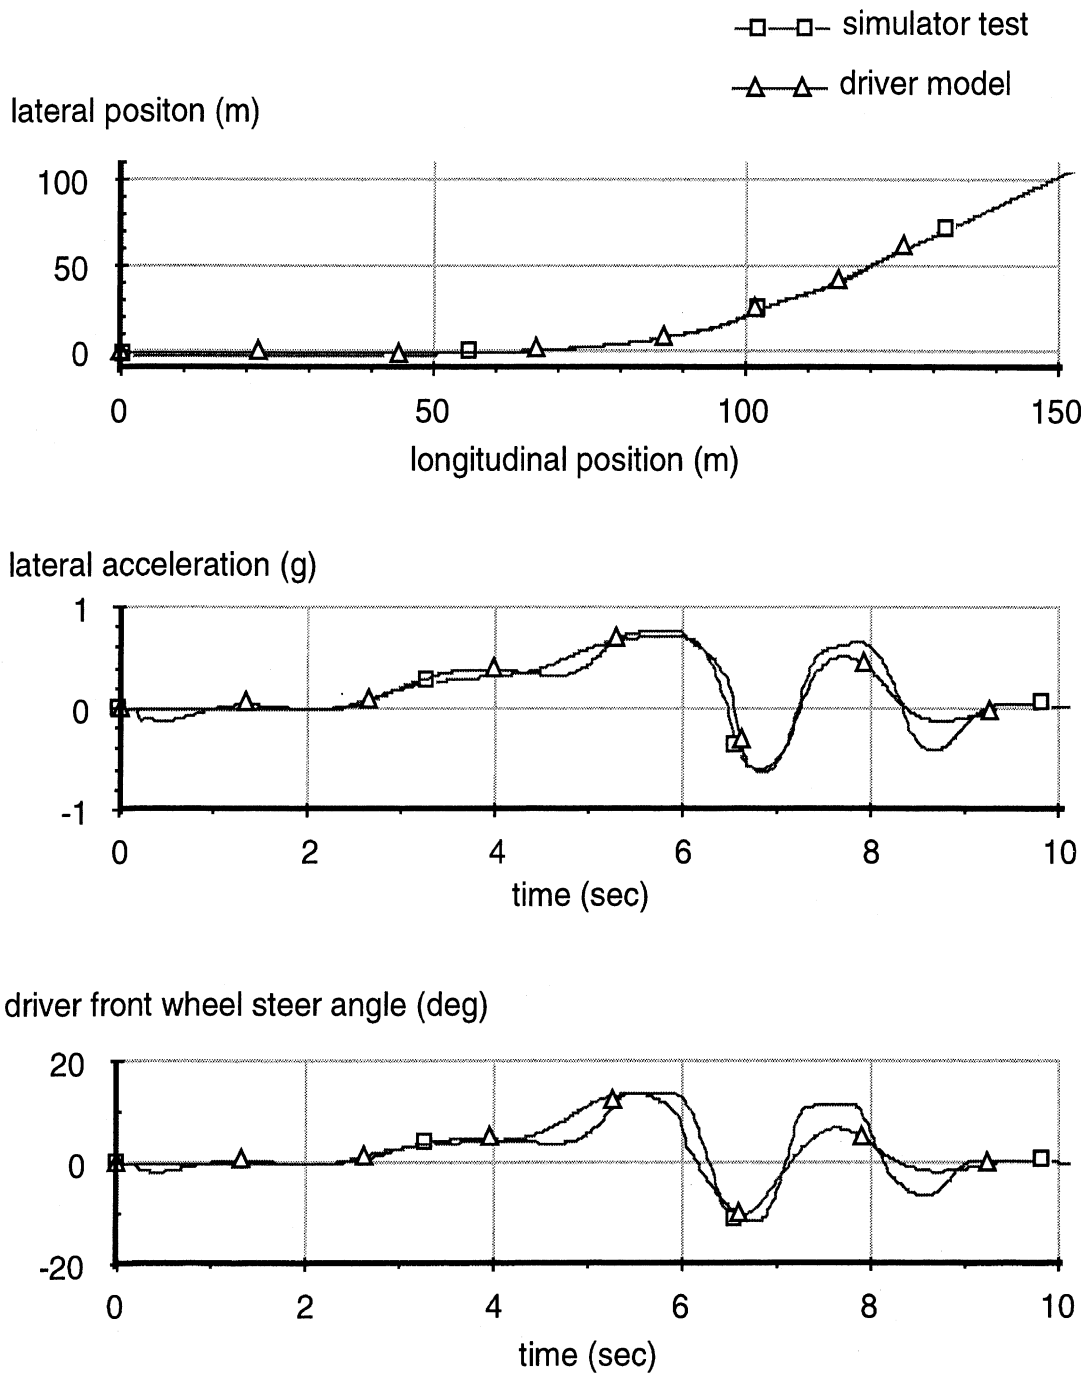 simulator test
driver model
lateral positon (m)
100
50
0
0 50 100 150
longitudinal position (m)
lateral acceleration (g)
1
0
-1
0 2 4 6 8 10
time (sec)
driver front wheel steer angle (deg)
20
0
-20
0 2 4 6 8 10
time (sec)